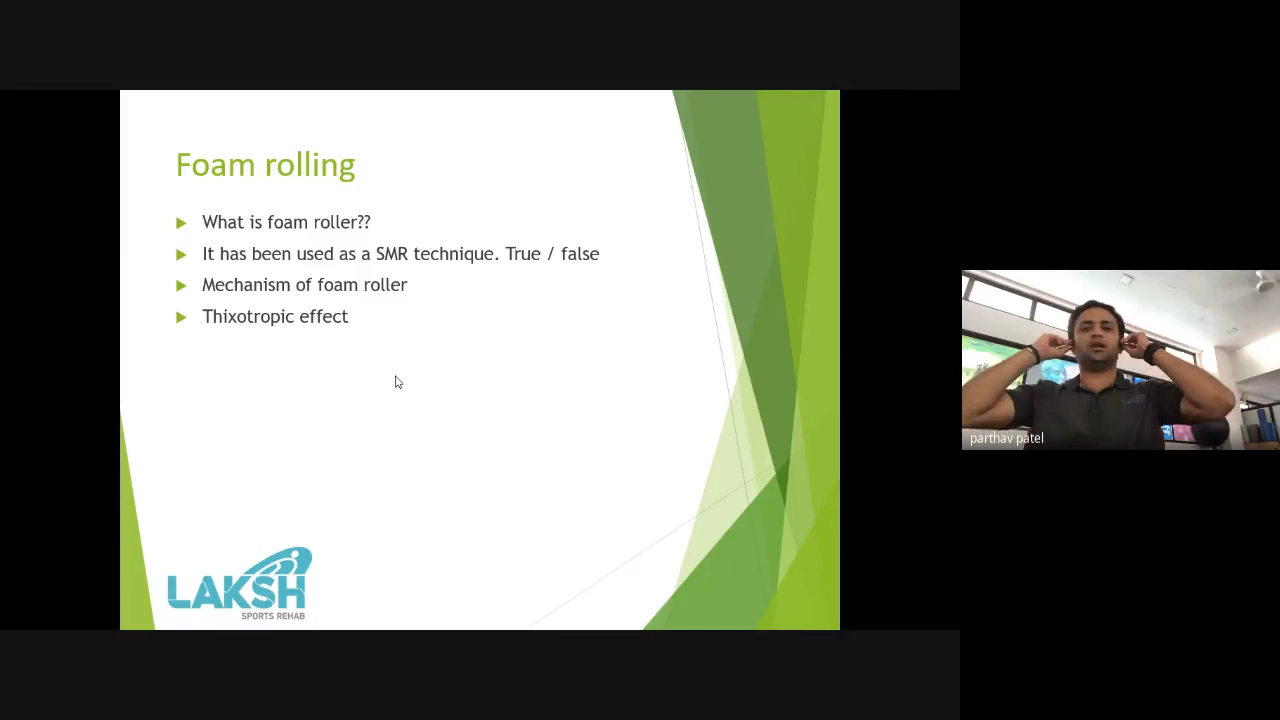 Foam rolling
What is foam roller??
It has been used as a SMR technique. True / false
Mechanism of foam roller
Thixotropic effect
LAKSH
SPORTS REHAB
parthav patel
LAKSH